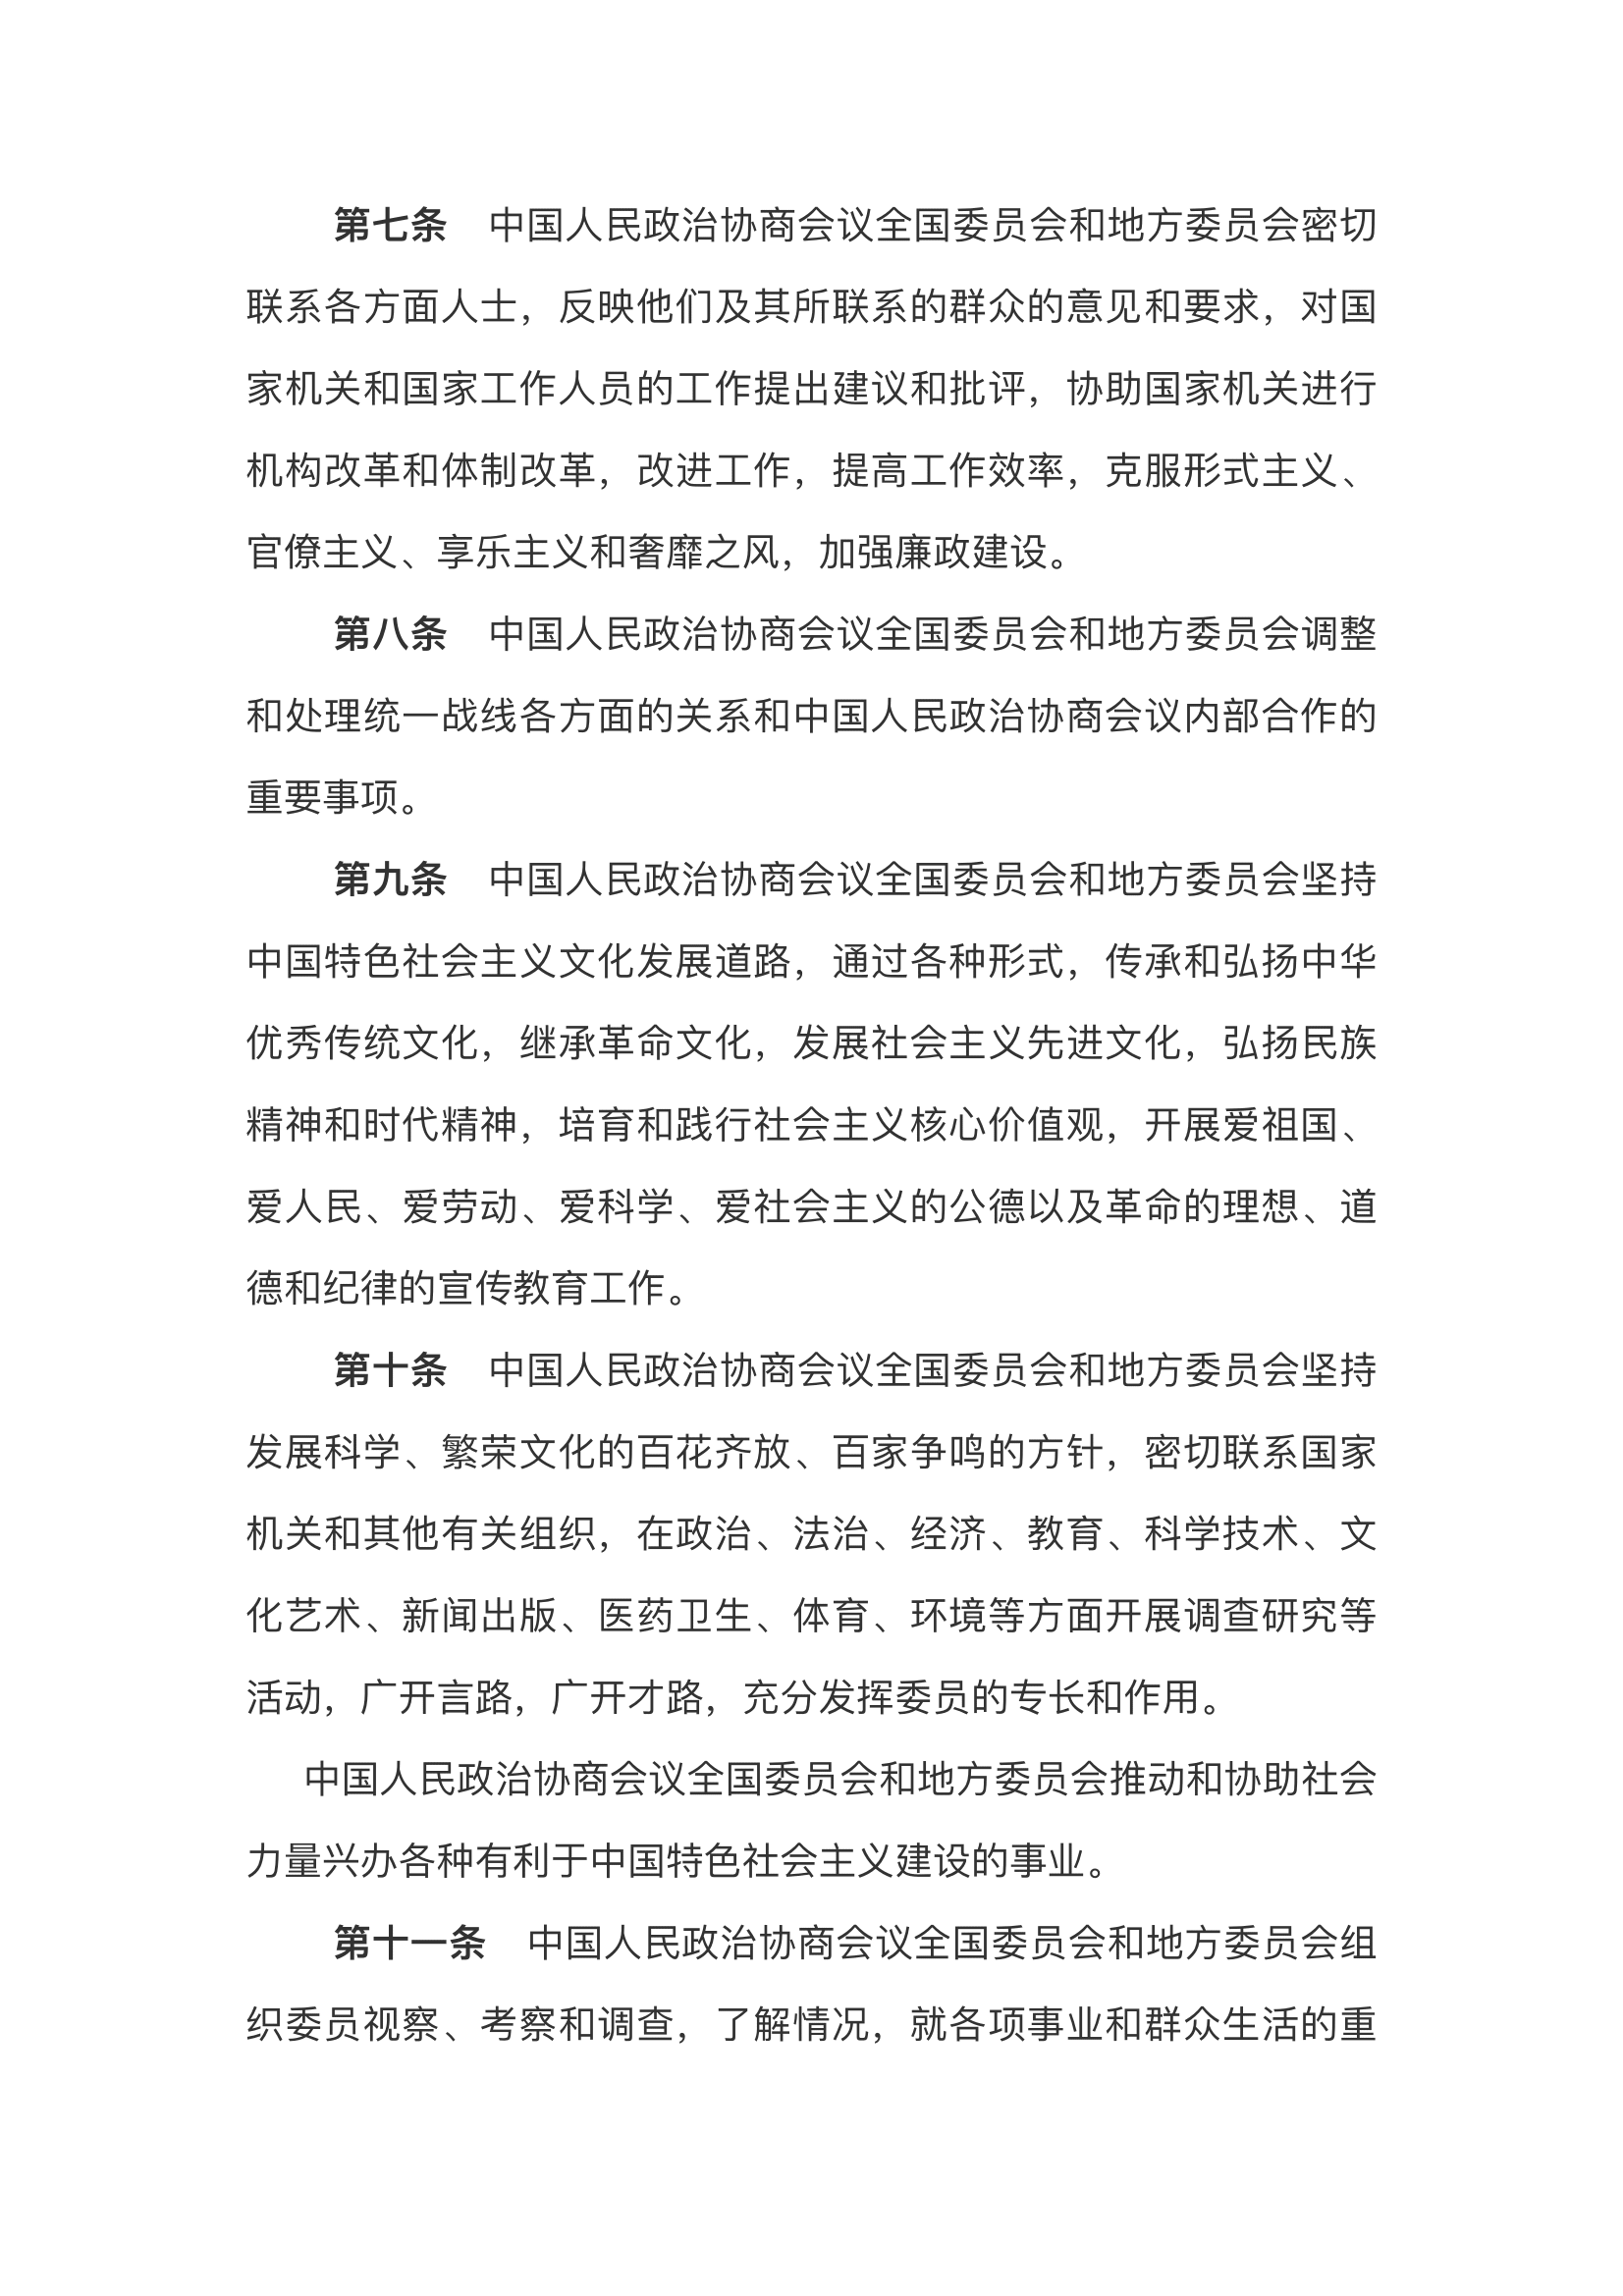 第七条　中国人民政治协商会议全国委员会和地方委员会密切
联系各方面人士，反映他们及其所联系的群众的意见和要求，对国
家机关和国家工作人员的工作提出建议和批评，协助国家机关进行
机构改革和体制改革，改进工作，提高工作效率，克服形式主义、
官僚主义、享乐主义和奢靡之风，加强廉政建设。
第八条　中国人民政治协商会议全国委员会和地方委员会调整
和处理统一战线各方面的关系和中国人民政治协商会议内部合作的
重要事项。
第九条　中国人民政治协商会议全国委员会和地方委员会坚持
中国特色社会主义文化发展道路，通过各种形式，传承和弘扬中华
优秀传统文化，继承革命文化，发展社会主义先进文化，弘扬民族
精神和时代精神，培育和践行社会主义核心价值观，开展爱祖国、
爱人民、爱劳动、爱科学、爱社会主义的公德以及革命的理想、道
德和纪律的宣传教育工作。
第十条　中国人民政治协商会议全国委员会和地方委员会坚持
发展科学、繁荣文化的百花齐放、百家争鸣的方针，密切联系国家
机关和其他有关组织，在政治、法治、经济、教育、科学技术、文
化艺术、新闻出版、医药卫生、体育、环境等方面开展调查研究等
活动，广开言路，广开才路，充分发挥委员的专长和作用。
中国人民政治协商会议全国委员会和地方委员会推动和协助社会
力量兴办各种有利于中国特色社会主义建设的事业。
第十一条　中国人民政治协商会议全国委员会和地方委员会组
织委员视察、考察和调查，了解情况，就各项事业和群众生活的重